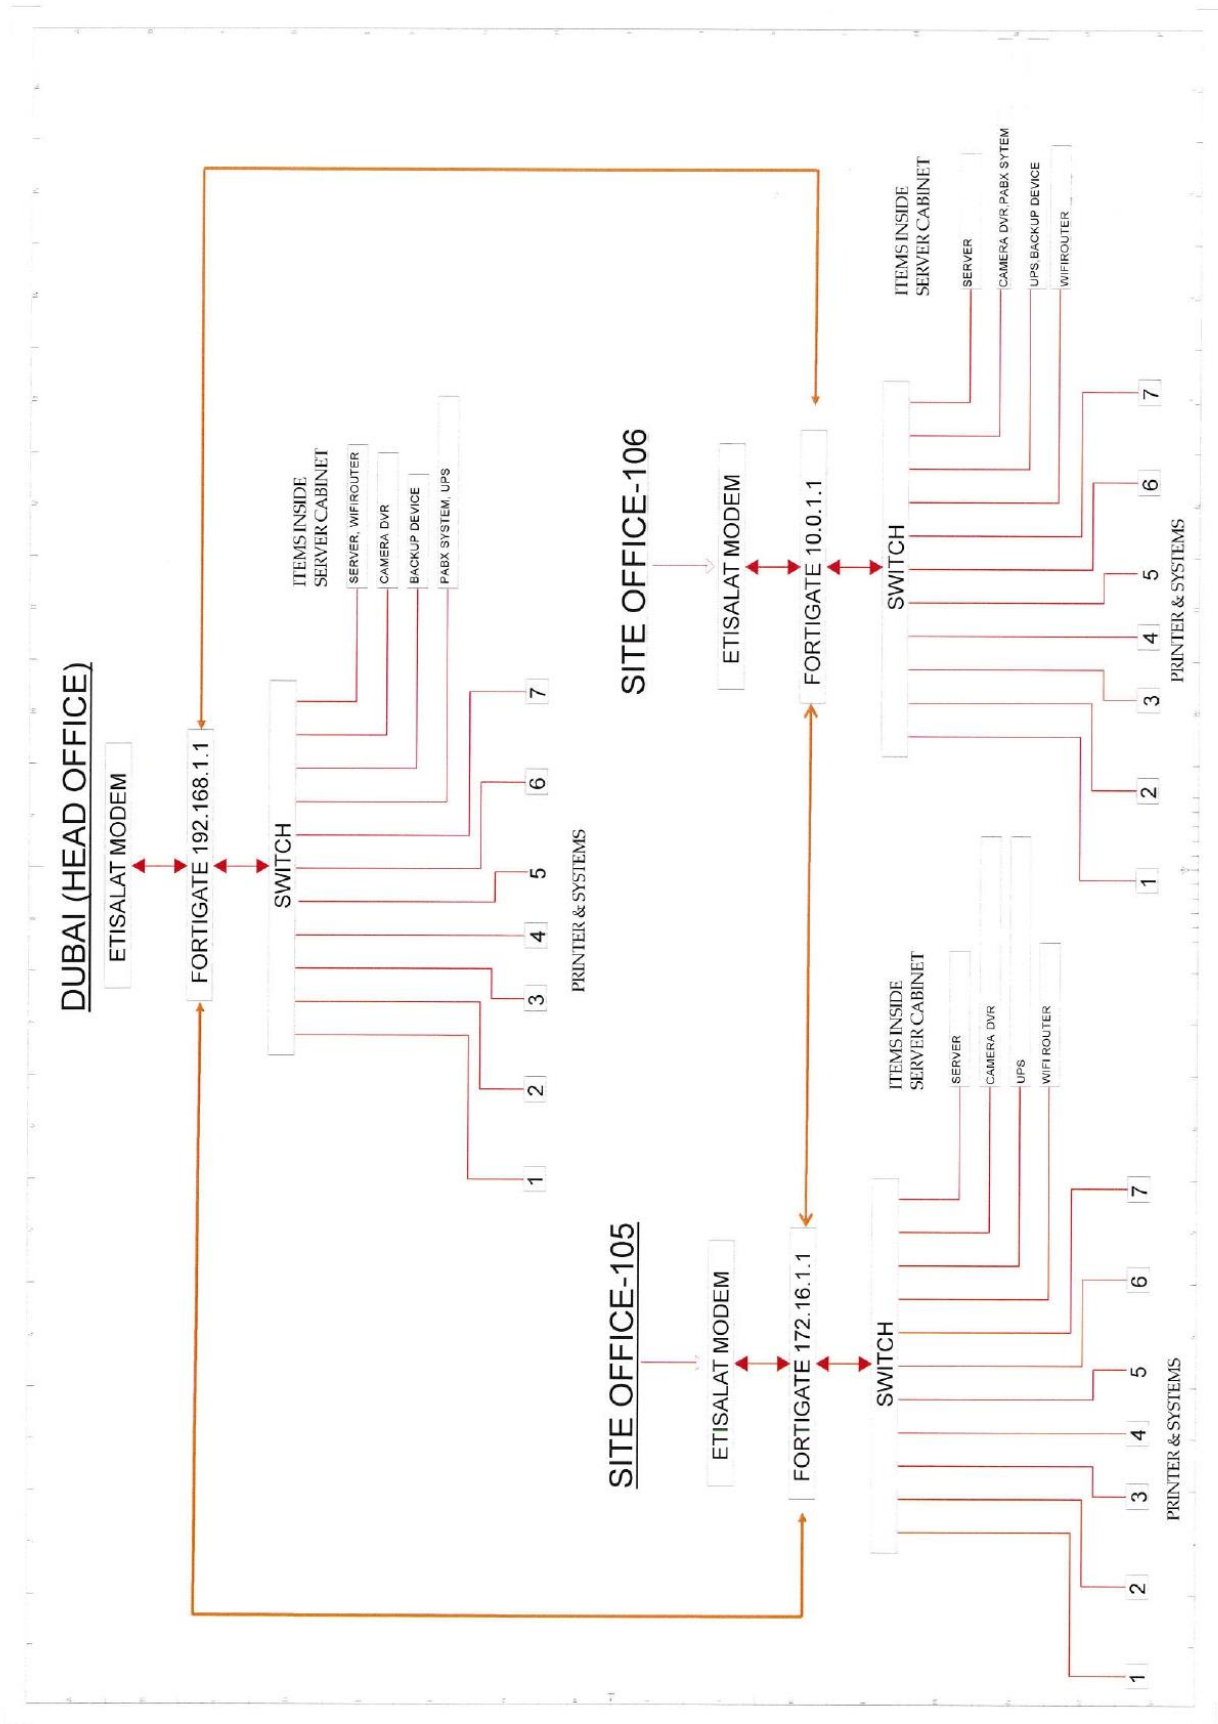 DUBAI (HEAD OFFICE)
ETISALAT MODEM
FORTIGATE 192.168.1.1
SWITCH
ITEMS INSIDE
SERVER CABINET
SERVER, WIFIROUTER
CAMERA DVR
BACKUP DEVICE
PABX SYSTEM, UPS
1
2
3
4
5
6
7
PRINTER & SYSTEMS
SITE OFFICE-105
ETISALAT MODEM
FORTIGATE 172.16.1.1
SWITCH
ITEMS INSIDE
SERVER CABINET
SERVER
CAMERA DVR
UPS
WIFI ROUTER
1
2
3
4
5
6
7
PRINTER & SYSTEMS
SITE OFFICE-106
ETISALAT MODEM
FORTIGATE 10.0.1.1
SWITCH
ITEMS INSIDE
SERVER CABINET
SERVER
CAMERA DVR,PABX SYTEM
UPS,BACKUP DEVICE
WIFIROUTER
1
2
3
4
5
6
7
PRINTER & SYSTEMS